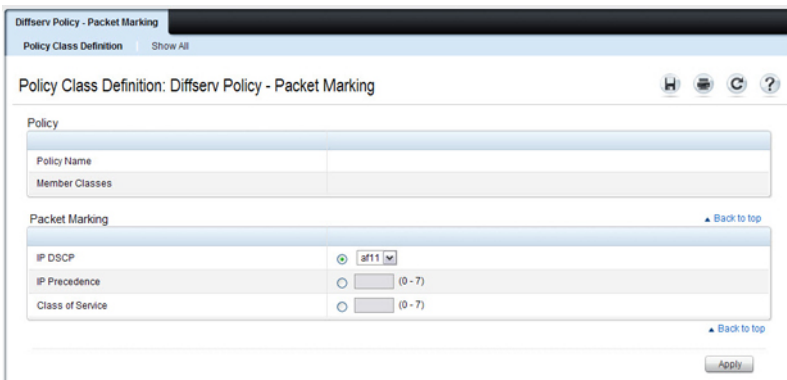 Diffserv Policy - Packet Marking
Policy Class Definition Show All
Policy Class Definition: Diffserv Policy - Packet Marking
?
Policy
Policy Name
Member Classes
Packet Marking
Back to top
IP DSCP af11
IP Precedence (0 - 7)
Class of Service (0 - 7)
Back to top
Apply